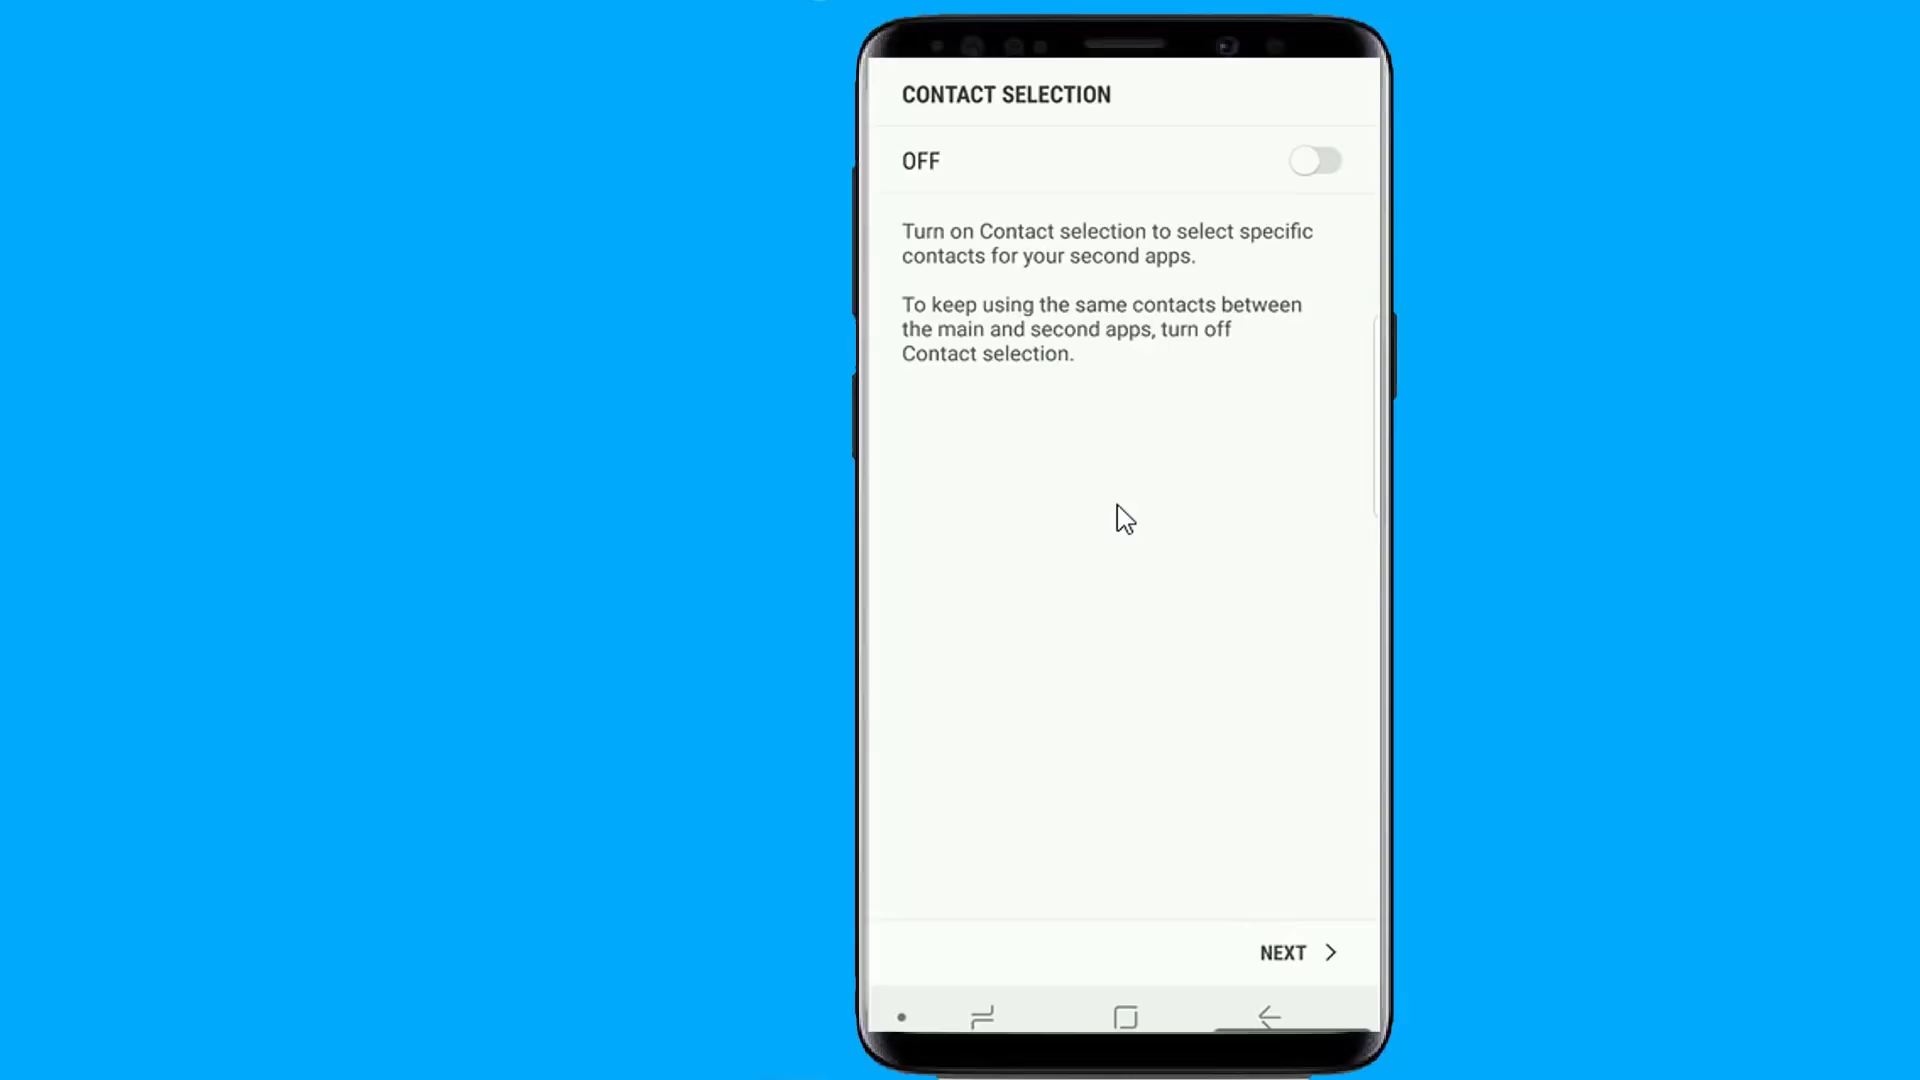 CONTACT SELECTION
OFF
Turn on Contact selection to select specific
contacts for your second apps.
To keep using the same contacts between
the main and second apps, turn off
Contact selection.
NEXT